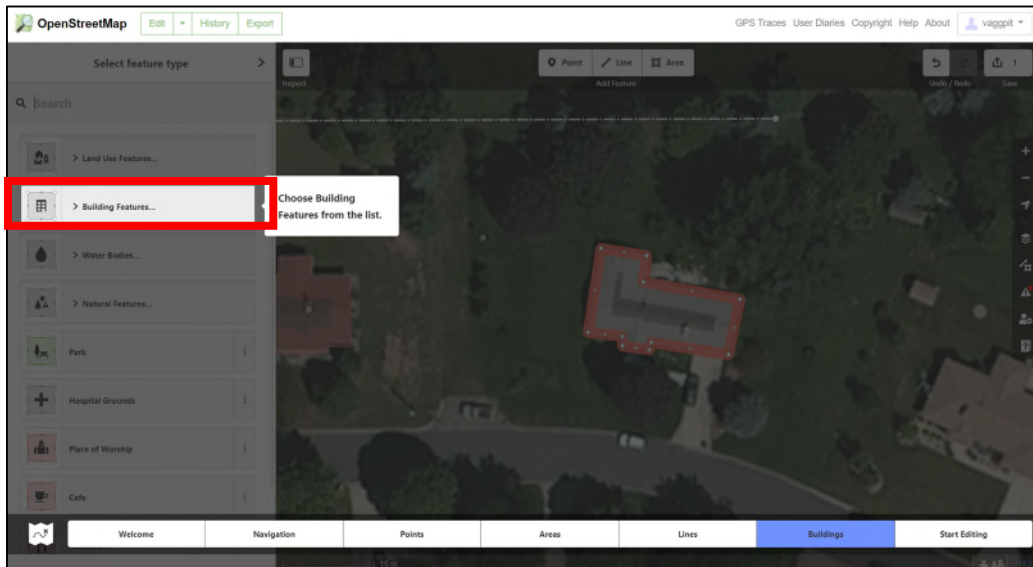 OpenStreetMap Edit History Export GPS Traces User Diaries Copyright Help About vaggpit
Select feature type
Inspect
Point Line Area
Add Feature
Undo / Redo
1
Save
Search
> Land Use Features...
> Building Features...
Choose Building
Features from the list.
> Water Bodies...
> Natural Features...
Park
Hospital Grounds
Place of Worship
Cafe
Welcome Navigation Points Areas Lines Buildings Start Editing
15 m